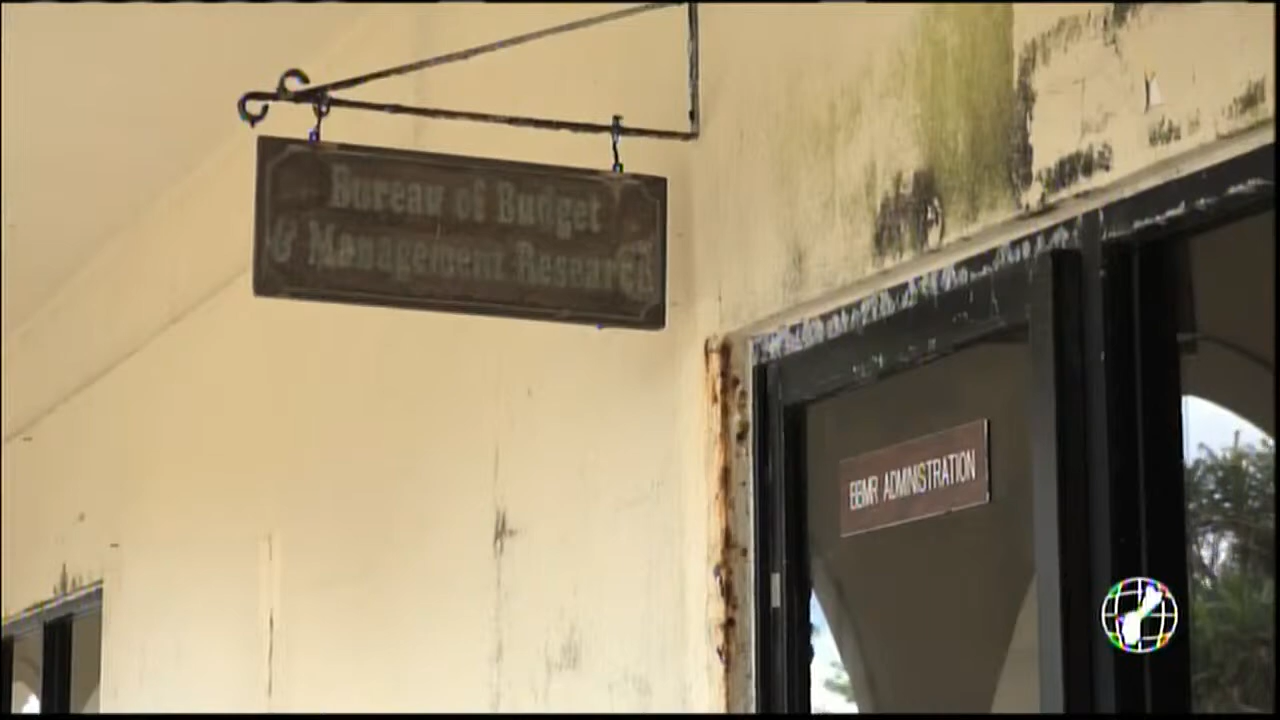 Bureau of Budget
& Management Research
BBMR ADMINISTRATION